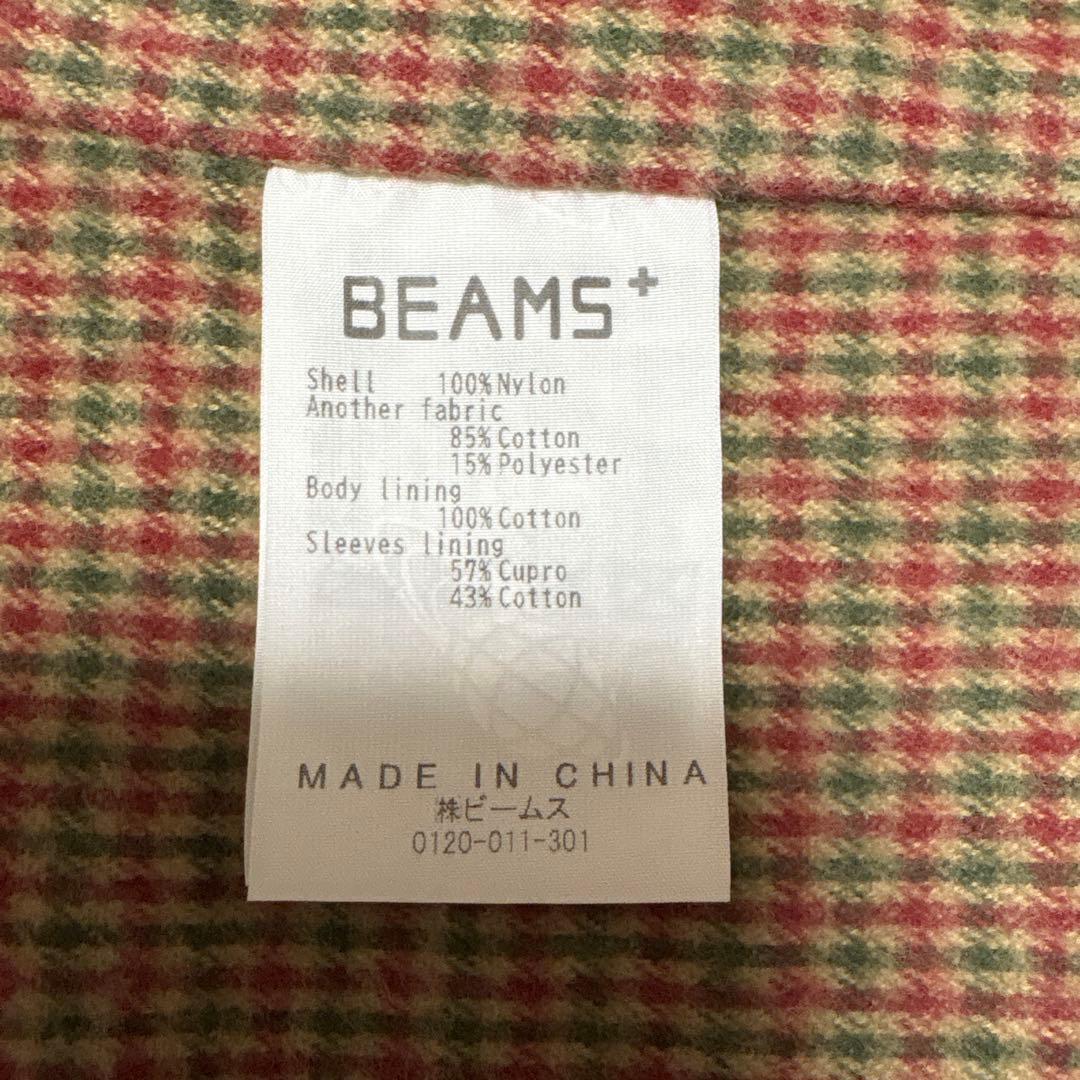 BEAMS+
Shell 100%Nylon
Another fabric
85%Cotton
15%Polyester
Body lining
100%Cotton
Sleeves lining
57%Cupro
43%Cotton
MADE IN CHINA
㈱ビームス
0120-011-301